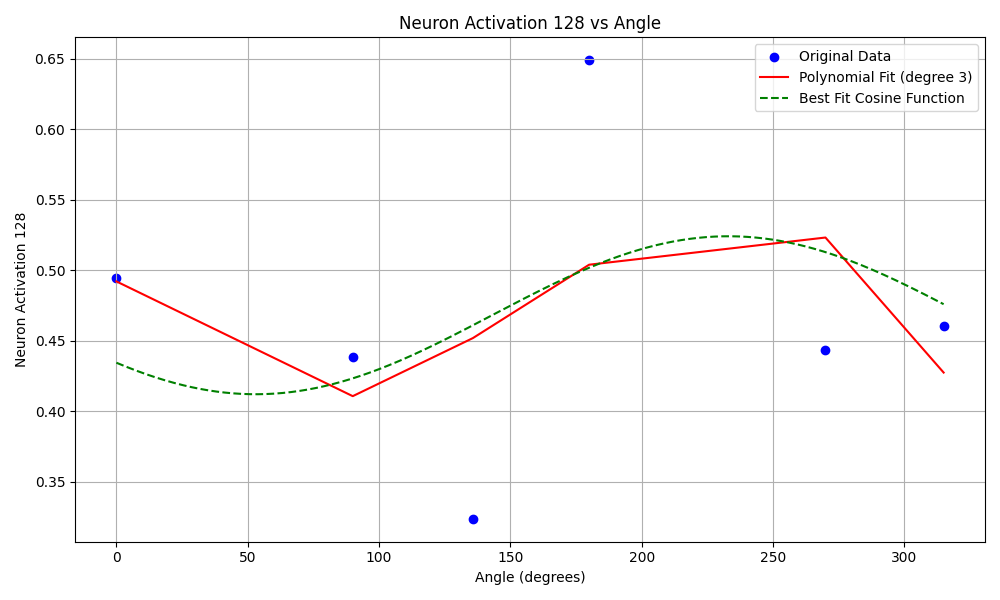 Neuron Activation 128 vs Angle
Original Data
Polynomial Fit (degree 3)
Best Fit Cosine Function
Neuron Activation 128
0.65
0.60
0.55
0.50
0.45
0.40
0.35
0 50 100 150 200 250 300
Angle (degrees)